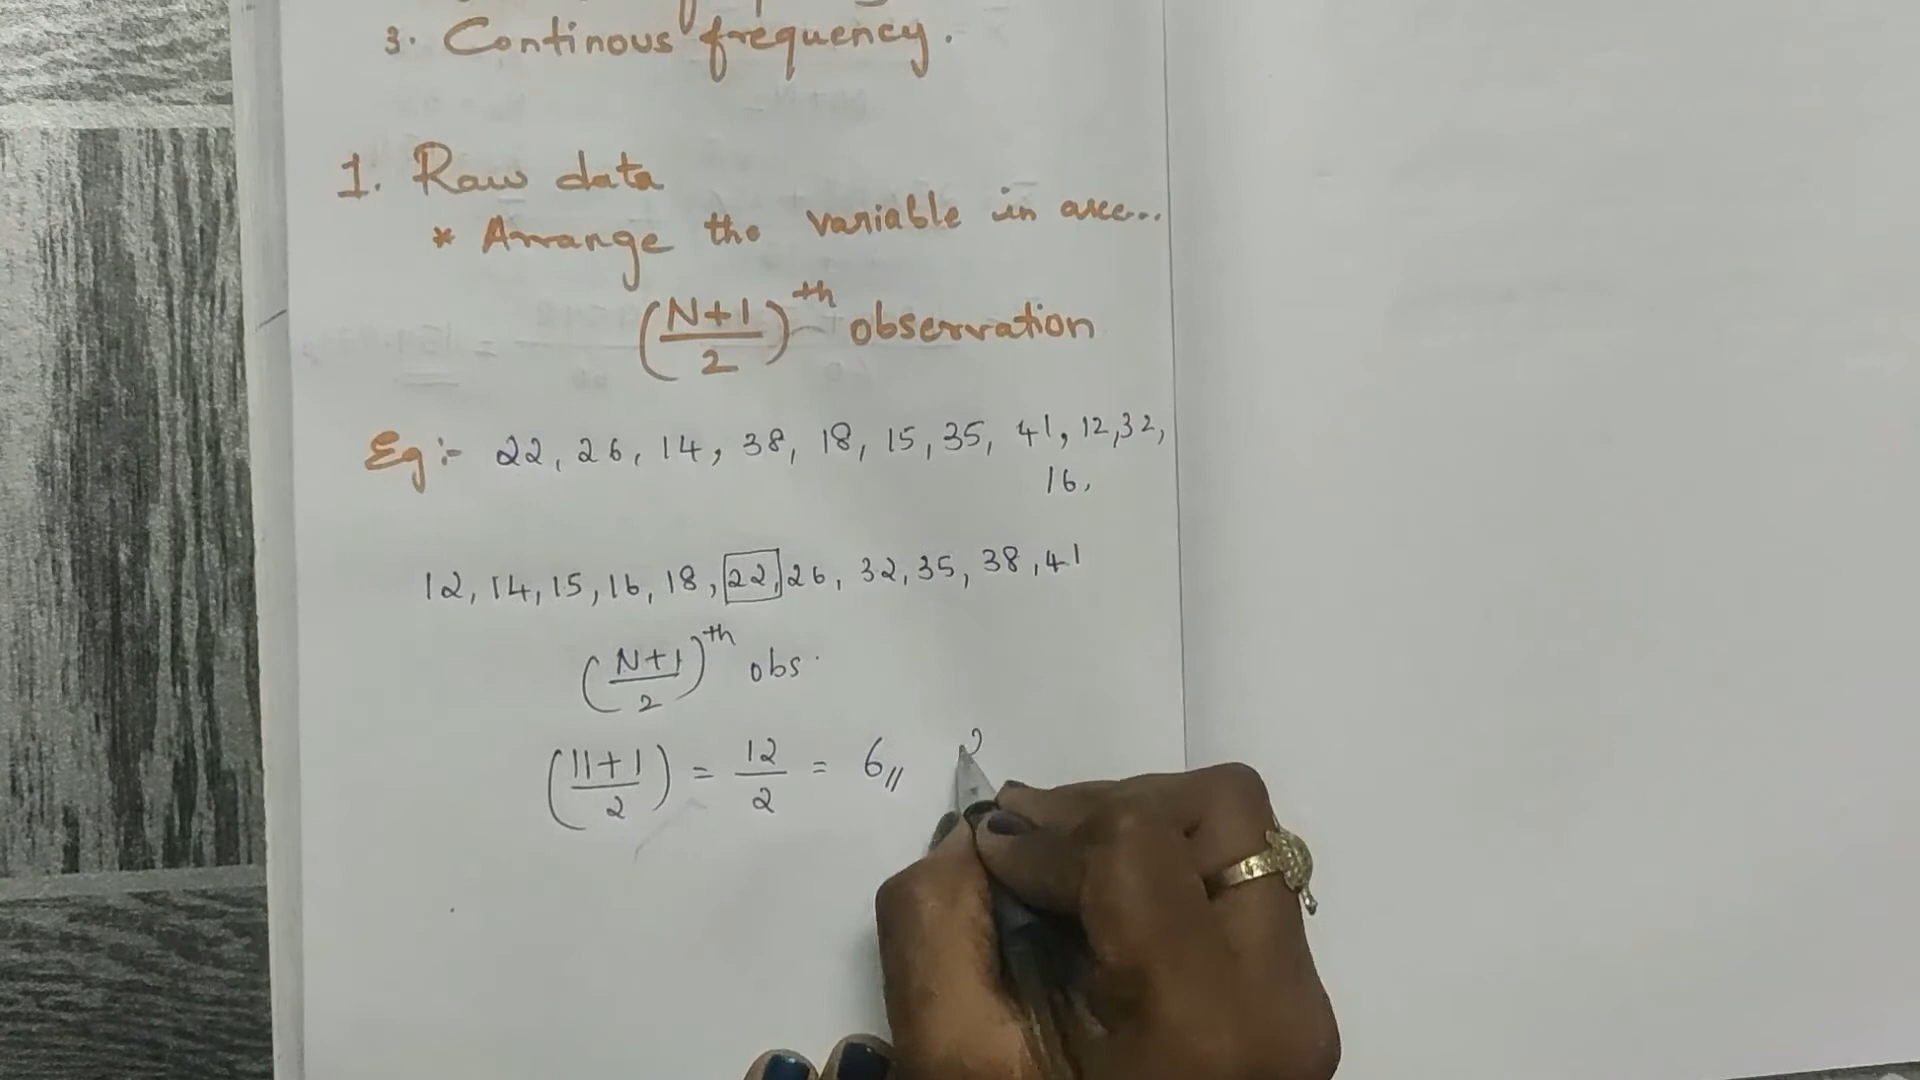 3. Continous frequency.
1. Raw data
* Arrange the variable in asce...
(N+1/2)th observation
Eg:- 22, 26, 14, 38, 18, 15, 35, 41, 12, 32,
16,
12, 14, 15, 16, 18, 22, 26, 32, 35, 38, 41
(N+1/2)th obs.
(11+1/2) = 12/2 = 6,, 2